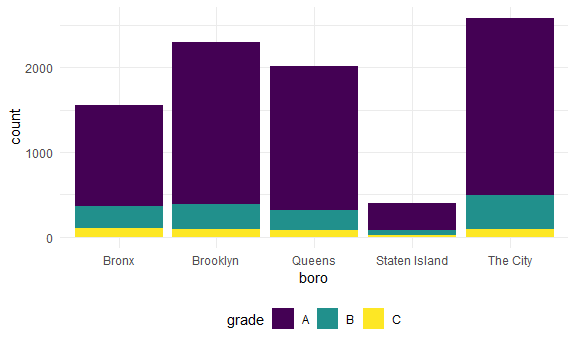 2000
1000
0
count
Bronx Brooklyn Queens Staten Island The City
boro
grade A B C